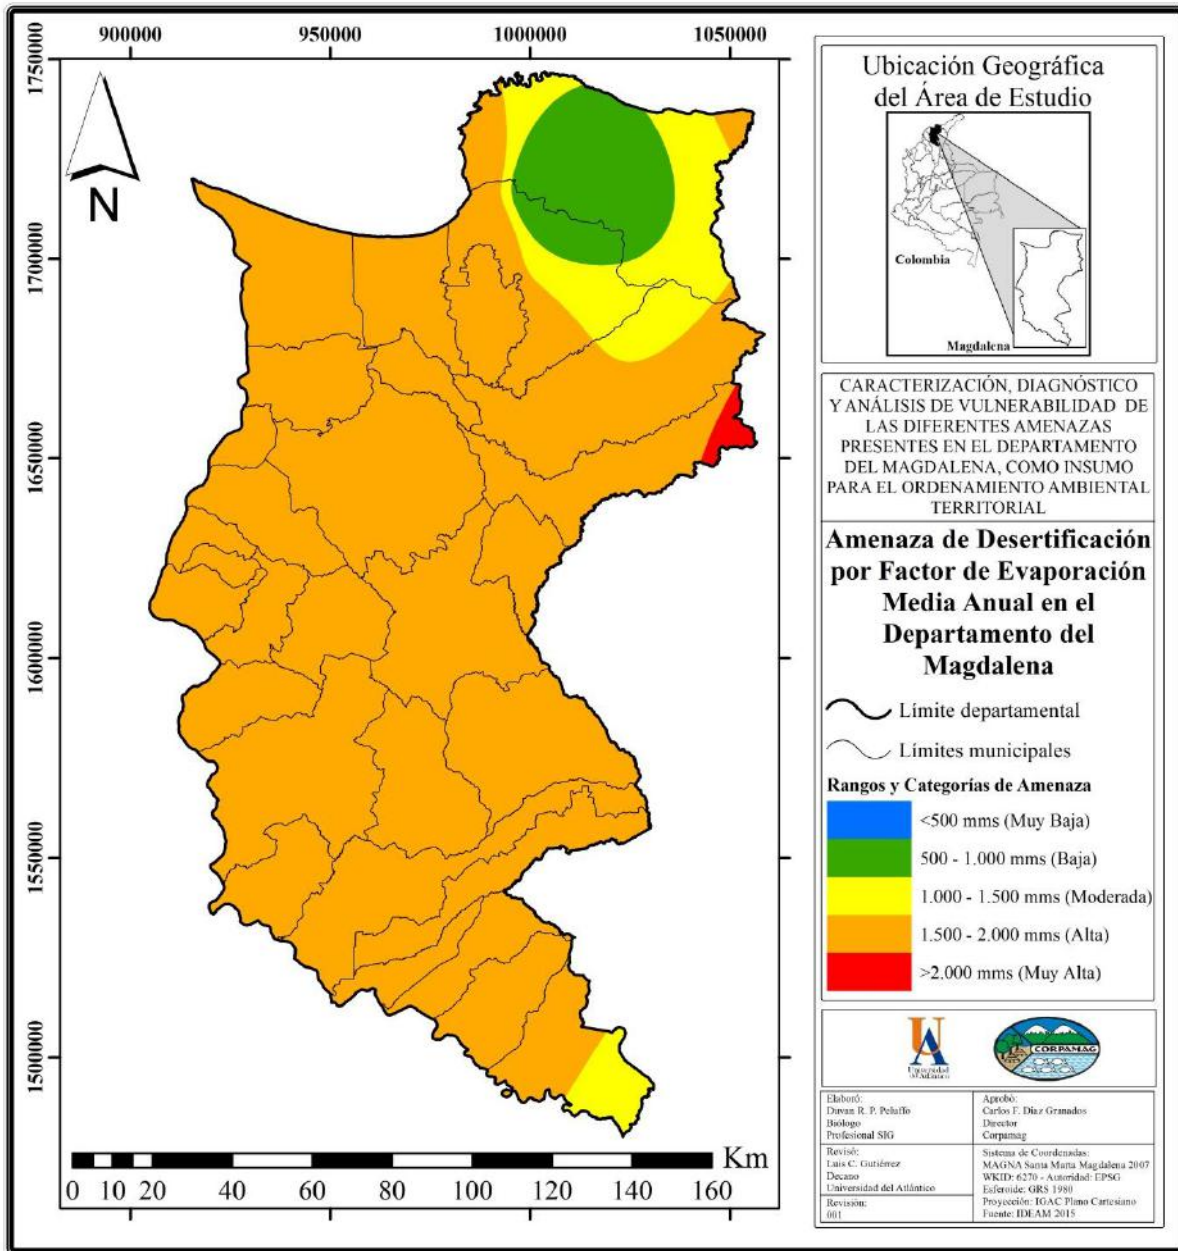 900000
950000
1000000
1050000
1750000
1700000
1650000
1600000
1550000
1500000
N
Km
0 10 20 40 60 80 100 120 140 160
Ubicación Geográfica
del Área de Estudio
Colombia
Magdalena
CARACTERIZACIÓN, DIAGNÓSTICO
Y ANÁLISIS DE VULNERABILIDAD DE
LAS DIFERENTES AMENAZAS
PRESENTES EN EL DEPARTAMENTO
DEL MAGDALENA, COMO INSUMO
PARA EL ORDENAMIENTO AMBIENTAL
TERRITORIAL
Amenaza de Desertificación
por Factor de Evaporación
Media Anual en el
Departamento del
Magdalena
Límite departamental
Límites municipales
Rangos y Categorías de Amenaza
<500 mms (Muy Baja)
500 - 1.000 mms (Baja)
1.000 - 1.500 mms (Moderada)
1.500 - 2.000 mms (Alta)
>2.000 mms (Muy Alta)
Universidad
del Atlántico
CORPAMAG
Elaboró:
Duvan R. P. Peluffo
Biólogo
Profesional SIG
Aprobó:
Carlos F. Díaz Granados
Director
Corpamag
Revisó:
Luis C. Gutiérrez
Decano
Universidad del Atlántico
Revisión:
001
Sistema de Coordenadas:
MAGNA Santa Marta Magdalena 2007
WKID: 6270 - Autoridad: EPSG
Esferoide: GRS 1980
Proyección: IGAC Plano Cartesiano
Fuente: IDEAM 2015